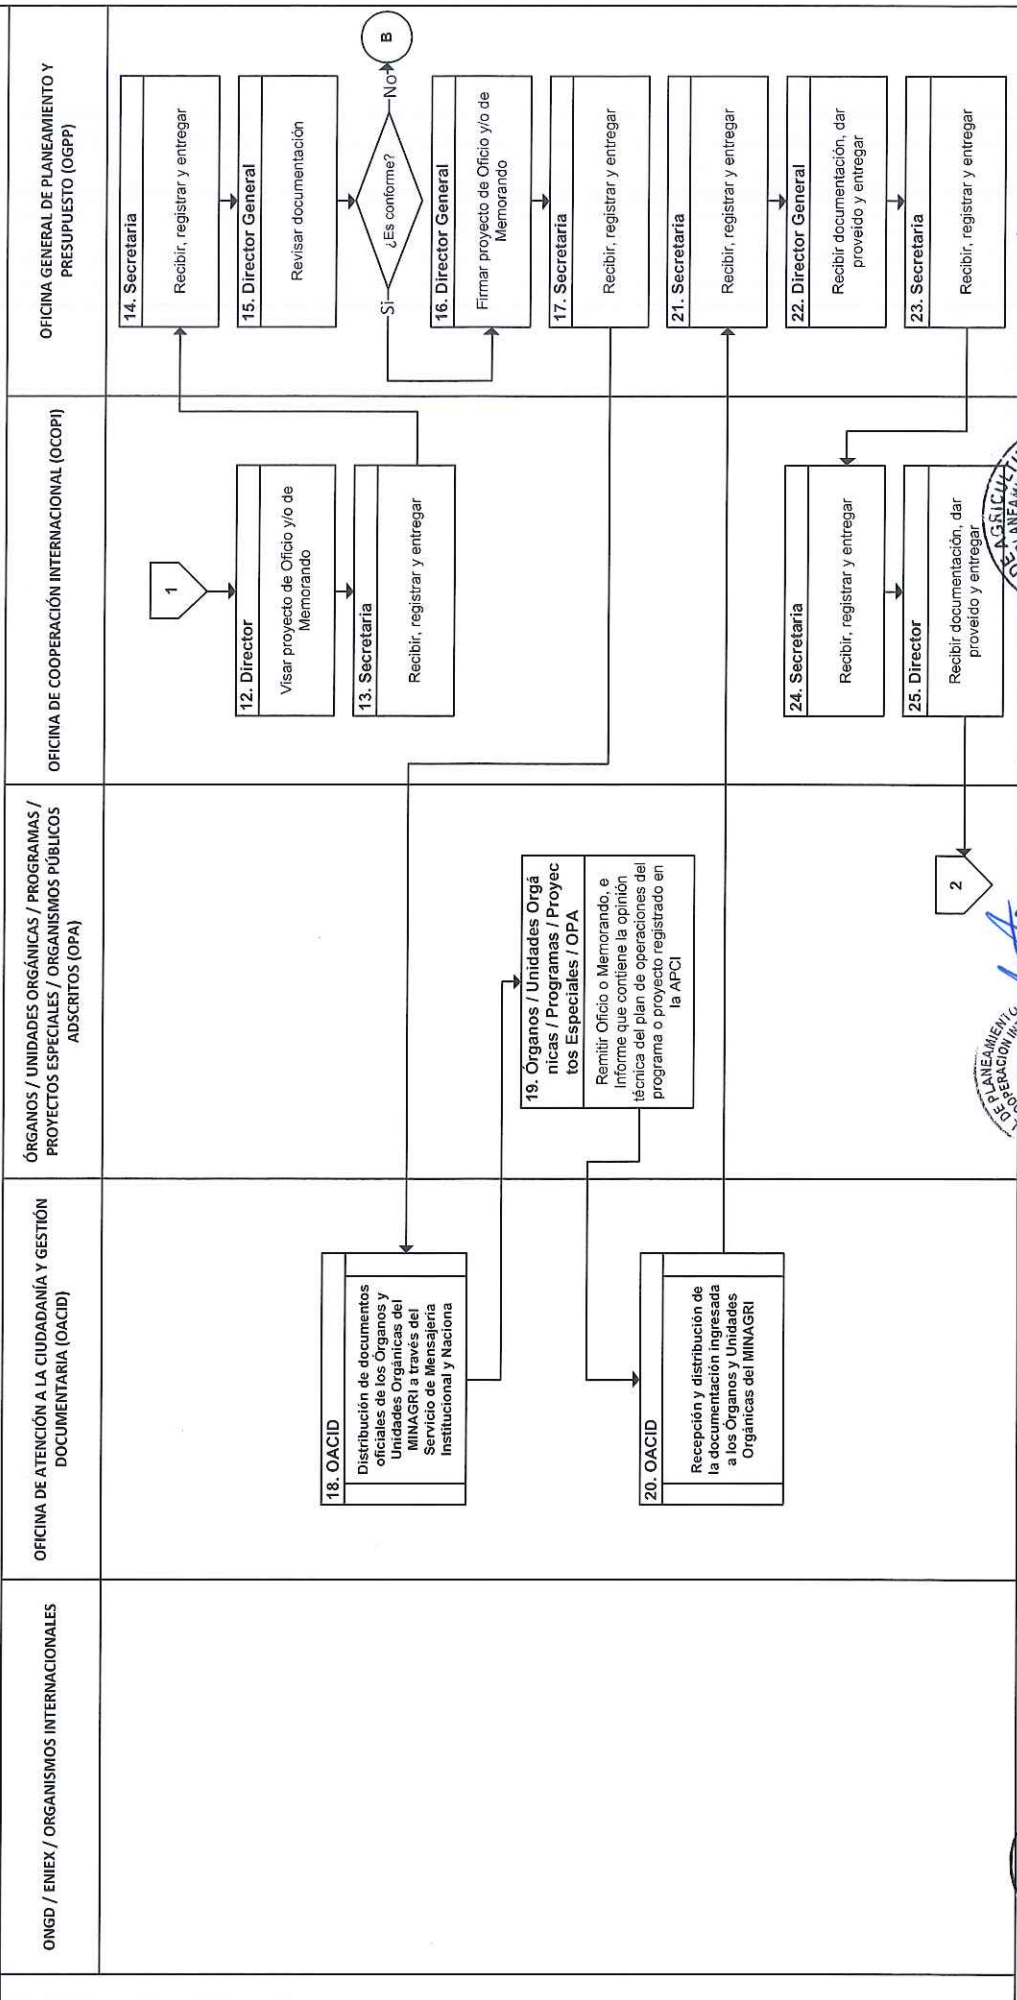 ONGD / ENIEX / ORGANISMOS INTERNACIONALES
OFICINA DE ATENCIÓN A LA CIUDADANÍA Y GESTIÓN
DOCUMENTARIA (OACID)
ÓRGANOS / UNIDADES ORGÁNICAS / PROGRAMAS /
PROYECTOS ESPECIALES / ORGANISMOS PÚBLICOS
ADSCRITOS (OPA)
OFICINA DE COOPERACIÓN INTERNACIONAL (OCOPI)
OFICINA GENERAL DE PLANEAMIENTO Y
PRESUPUESTO (OGPP)
1
12. Director
Visar proyecto de Oficio y/o de
Memorando
13. Secretaria
Recibir, registrar y entregar
14. Secretaria
Recibir, registrar y entregar
15. Director General
Revisar documentación
¿Es conforme?
Si
No
B
16. Director General
Firmar proyecto de Oficio y/o de
Memorando
17. Secretaria
Recibir, registrar y entregar
18. OACID
Distribución de documentos
oficiales de los Órganos y
Unidades Orgánicas del
MINAGRI a través del
Servicio de Mensajería
Institucional y Naciona
19. Órganos / Unidades Orgá
nicas / Programas / Proyec
tos Especiales / OPA
Remitir Oficio o Memorando, e
Informe que contiene la opinión
técnica del plan de operaciones del
programa o proyecto registrado en
la APCI
20. OACID
Recepción y distribución de
la documentación ingresada
a los Órganos y Unidades
Orgánicas del MINAGRI
21. Secretaria
Recibir, registrar y entregar
22. Director General
Recibir documentación, dar
proveído y entregar
23. Secretaria
Recibir, registrar y entregar
24. Secretaria
Recibir, registrar y entregar
25. Director
Recibir documentación, dar
proveído y entregar
2
DE PLANEAMIENTO